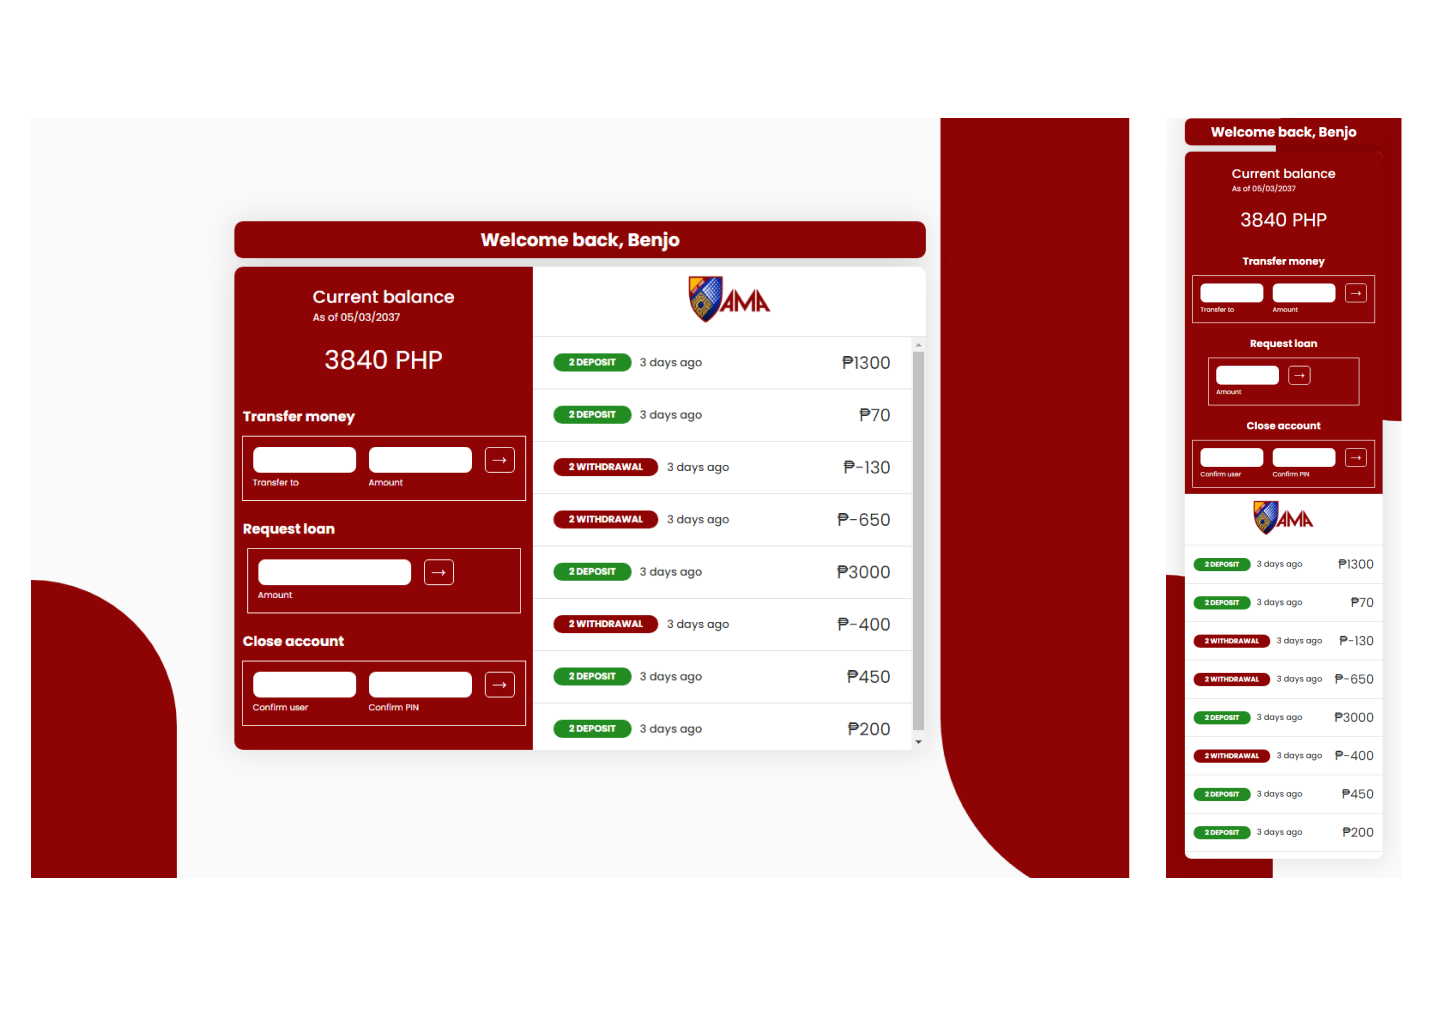 Welcome back, Benjo
Current balance
As of 05/03/2037
3840 PHP
Transfer money
Transfer to
Amount
→
Request loan
Amount
→
Close account
Confirm user
Confirm PIN
→
AMA
2 DEPOSIT 3 days ago ₱1300
2 DEPOSIT 3 days ago ₱70
2 WITHDRAWAL 3 days ago ₱-130
2 WITHDRAWAL 3 days ago ₱-650
2 DEPOSIT 3 days ago ₱3000
2 WITHDRAWAL 3 days ago ₱-400
2 DEPOSIT 3 days ago ₱450
2 DEPOSIT 3 days ago ₱200
Welcome back, Benjo
Current balance
As of 05/03/2037
3840 PHP
Transfer money
Transfer to
Amount
→
Request loan
Amount
→
Close account
Confirm user
Confirm PIN
→
AMA
2 DEPOSIT 3 days ago ₱1300
2 DEPOSIT 3 days ago ₱70
2 WITHDRAWAL 3 days ago ₱-130
2 WITHDRAWAL 3 days ago ₱-650
2 DEPOSIT 3 days ago ₱3000
2 WITHDRAWAL 3 days ago ₱-400
2 DEPOSIT 3 days ago ₱450
2 DEPOSIT 3 days ago ₱200